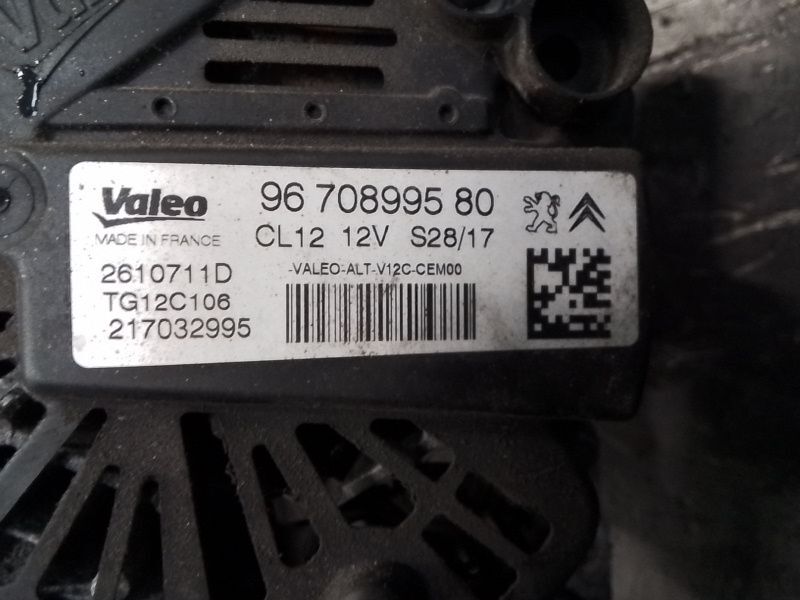 Valeo 96 708995 80
MADE IN FRANCE CL12 12V S28/17
2610711D -VALEO-ALT-V12C-CEM00
TG12C106
217032995